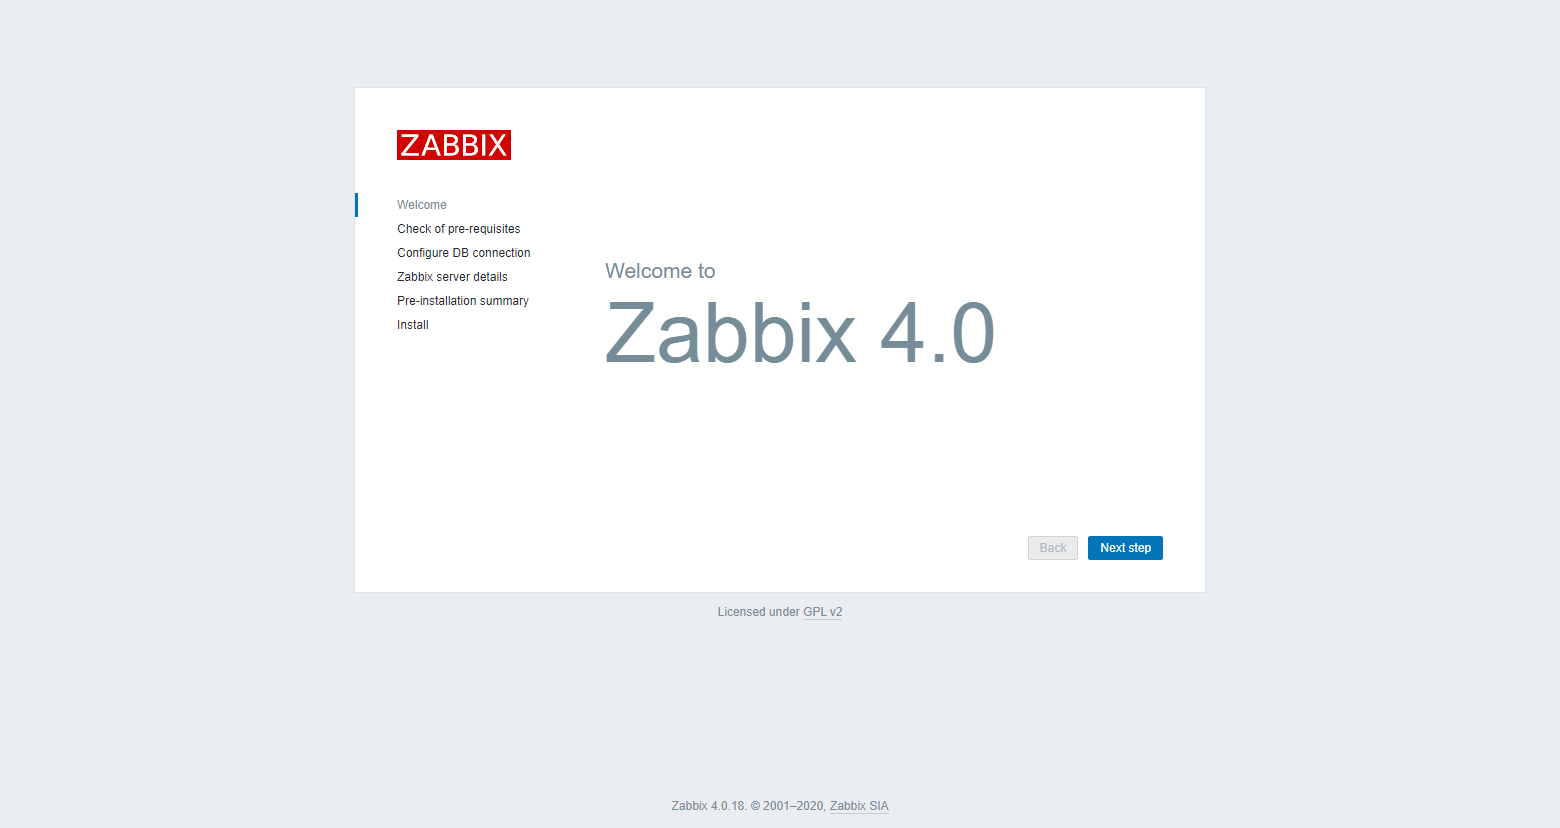 ZABBIX
Welcome
Check of pre-requisites
Configure DB connection
Zabbix server details
Pre-installation summary
Install
Welcome to
Zabbix 4.0
Back
Next step
Licensed under GPL v2
Zabbix 4.0.18. © 2001–2020, Zabbix SIA